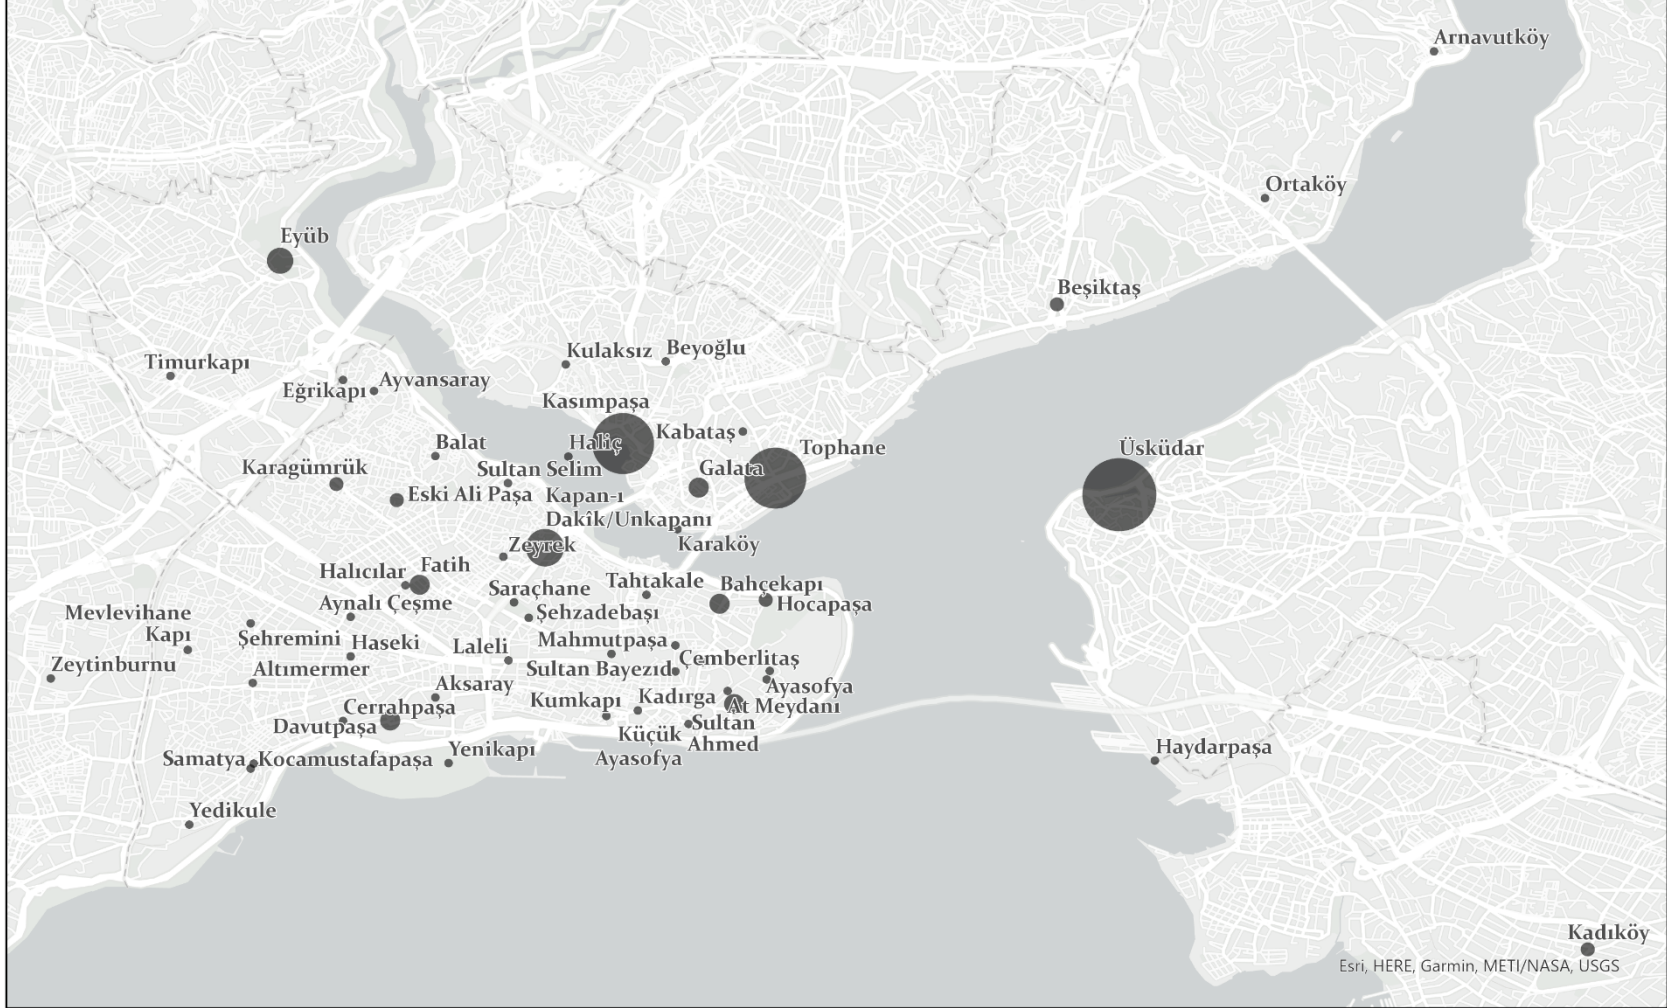 Arnavutköy
Ortaköy
Eyüb
Beşiktaş
Timurkapı
Kulaksız
Beyoğlu
Eğrikapı
Ayvansaray
Kasımpaşa
Kabataş
Balat
Haliç
Tophane
Üsküdar
Karagümrük
Sultan Selim
Galata
Eski Ali Paşa
Kapan-ı
Dakîk/Unkapanı
Zeyrek
Karaköy
Halıcılar
Fatih
Saraçhane
Tahtakale
Bahçekapı
Mevlevihane
Kapı
Aynalı Çeşme
Şehzadebaşı
Hocapaşa
Şehremini
Haseki
Laleli
Mahmutpaşa
Zeytinburnu
Altımermer
Sultan Bayezid
Çemberlitaş
Aksaray
Ayasofya
Cerrahpaşa
Kumkapı
Kadırga
At Meydanı
Davutpaşa
Küçük
Ayasofya
Sultan
Ahmed
Samatya
Kocamustafapaşa
Yenikapı
Haydarpaşa
Yedikule
Kadıköy
Esri, HERE, Garmin, METI/NASA, USGS